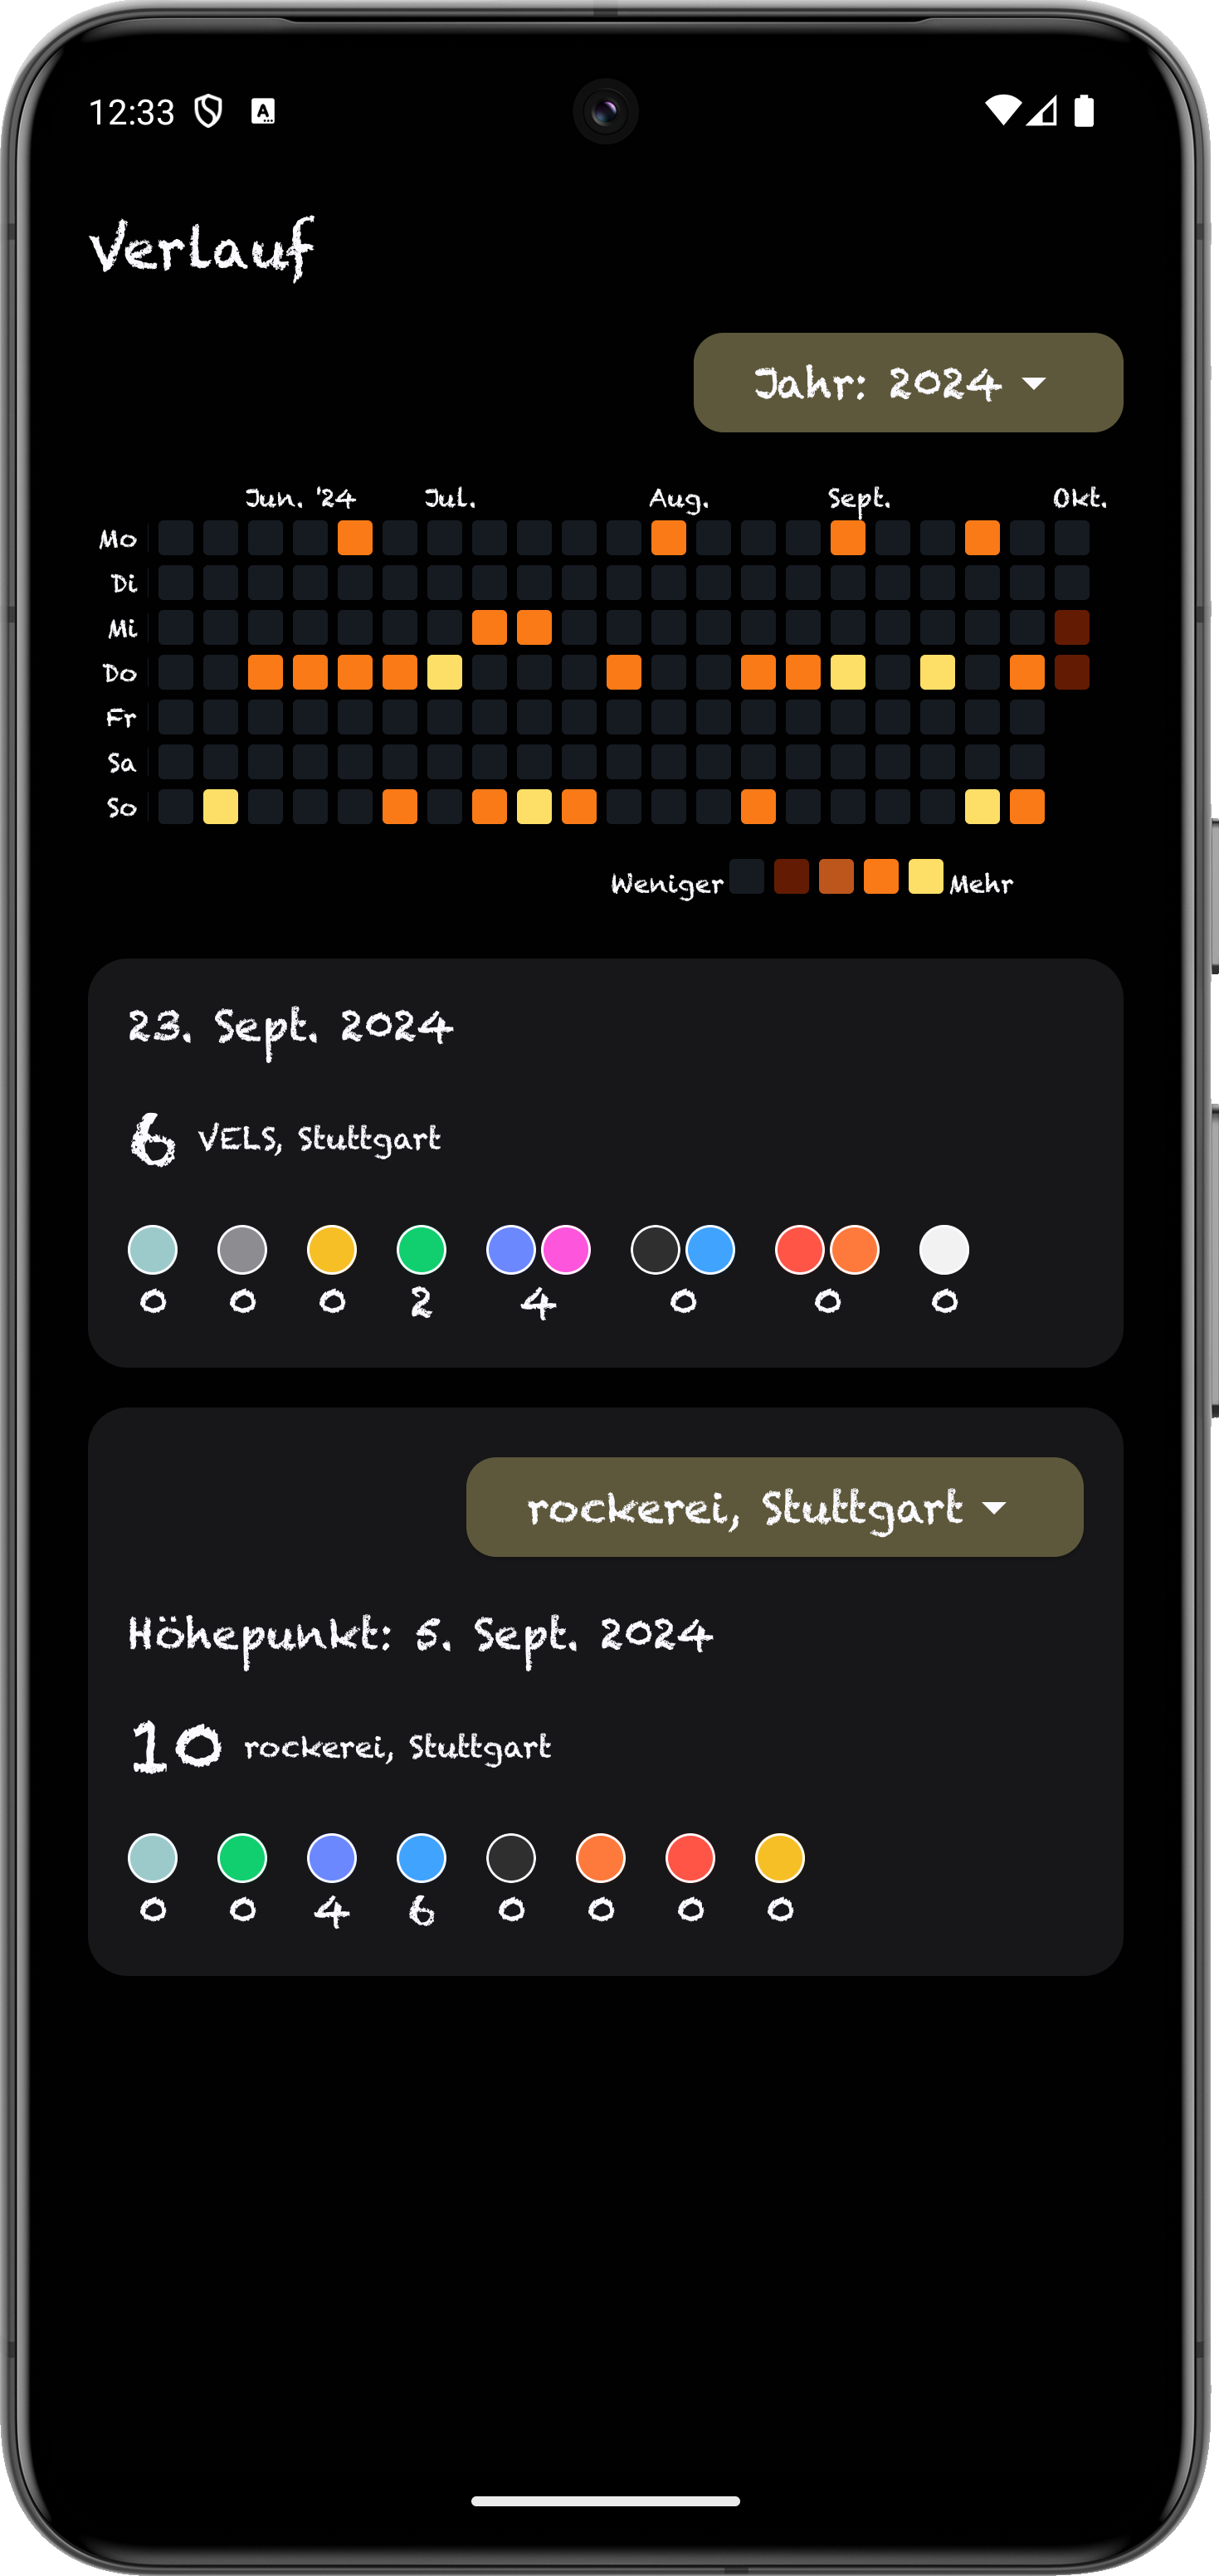 12:33
Verlauf
Jahr: 2024
Jun. '24 Jul. Aug. Sept. Okt.
Mo
Di
Mi
Do
Fr
Sa
So
Weniger Mehr
23. Sept. 2024
6 VELS, Stuttgart
0 0 0 2 4 0 0 0
rockerei, Stuttgart
Höhepunkt: 5. Sept. 2024
10 rockerei, Stuttgart
0 0 4 6 0 0 0 0